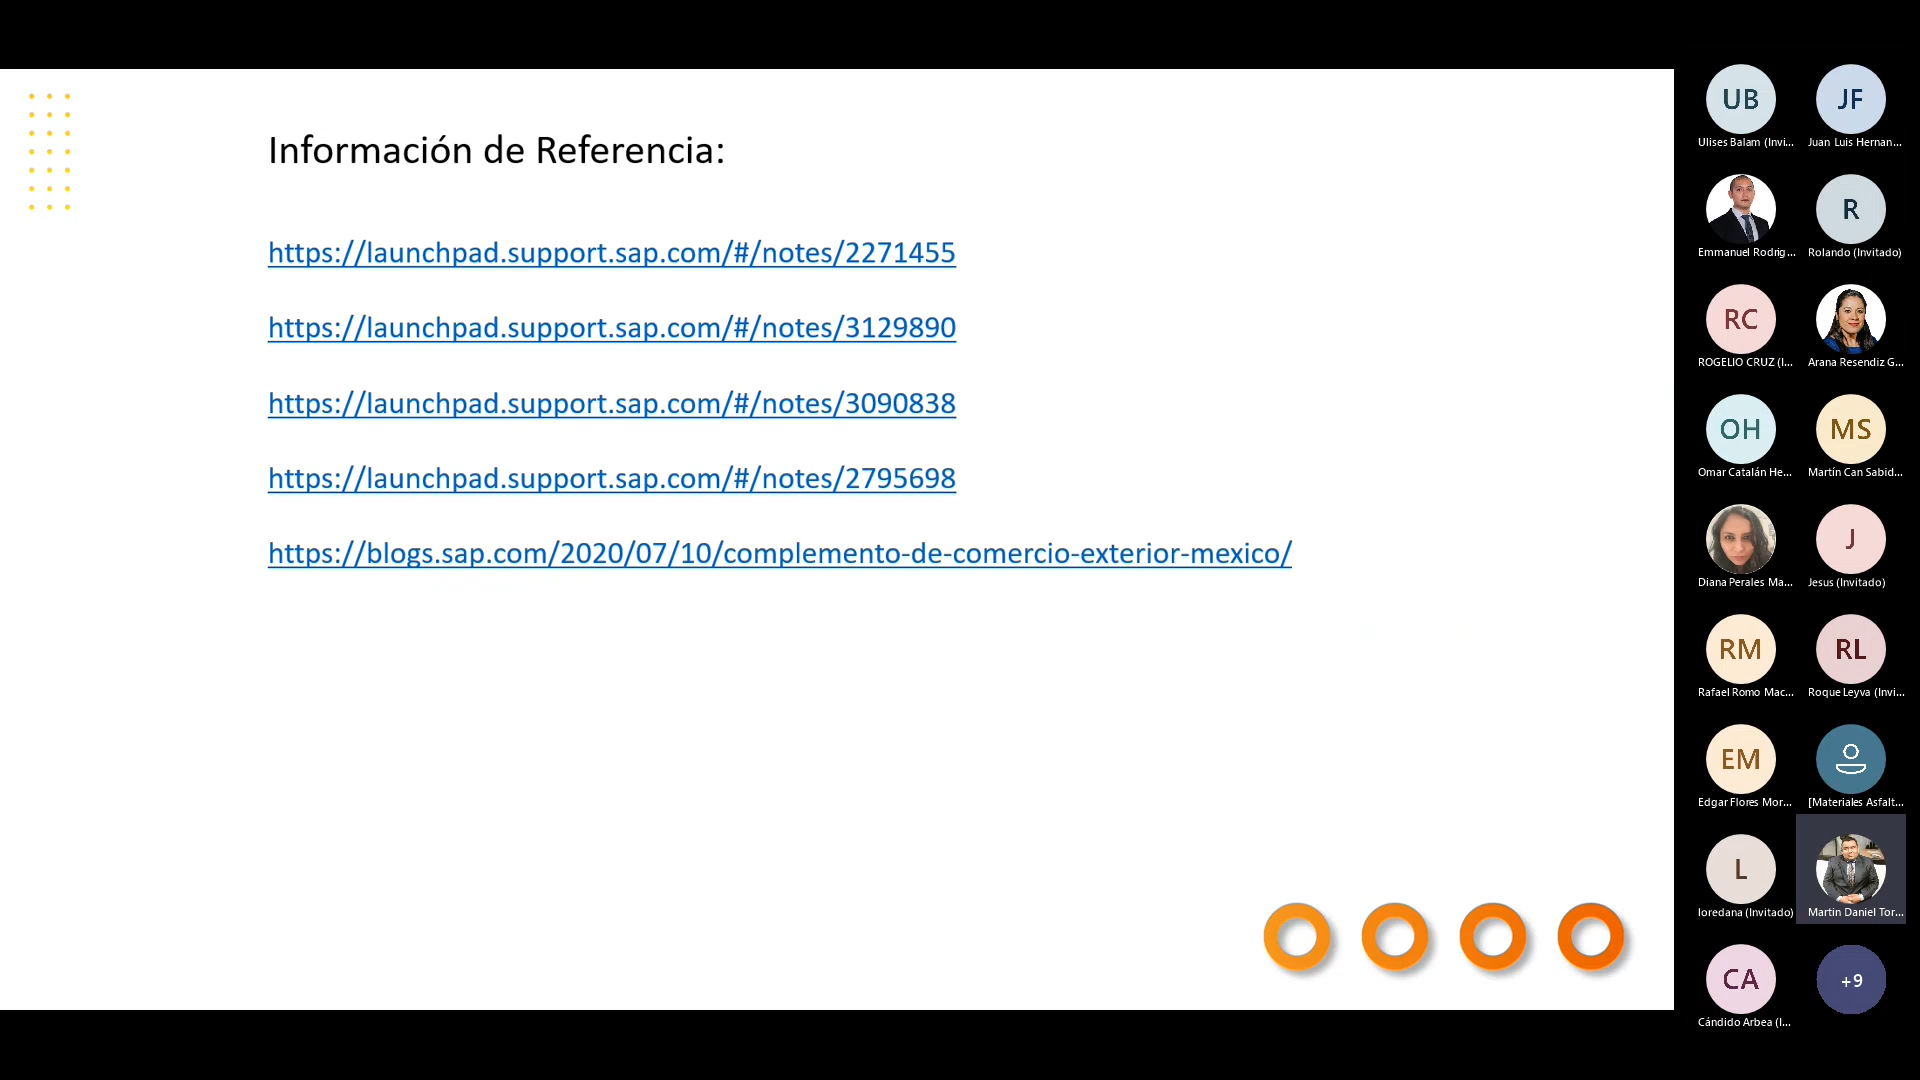 Información de Referencia:
https://launchpad.support.sap.com/#/notes/2271455
https://launchpad.support.sap.com/#/notes/3129890
https://launchpad.support.sap.com/#/notes/3090838
https://launchpad.support.sap.com/#/notes/2795698
https://blogs.sap.com/2020/07/10/complemento-de-comercio-exterior-mexico/
UB
JF
Ulises Balam (Invi...
Juan Luis Hernan...
R
Emmanuel Rodrig...
Rolando (Invitado)
RC
ROGELIO CRUZ (I...
Arana Resendiz G...
OH
MS
Omar Catalán He...
Martín Can Sabid...
J
Diana Perales Ma...
Jesus (Invitado)
RM
RL
Rafael Romo Mac...
Roque Leyva (Invi...
EM
Edgar Flores Mor...
[Materiales Asfalt...
L
loredana (Invitado)
Martin Daniel Tor...
CA
+9
Cándido Arbea (I...